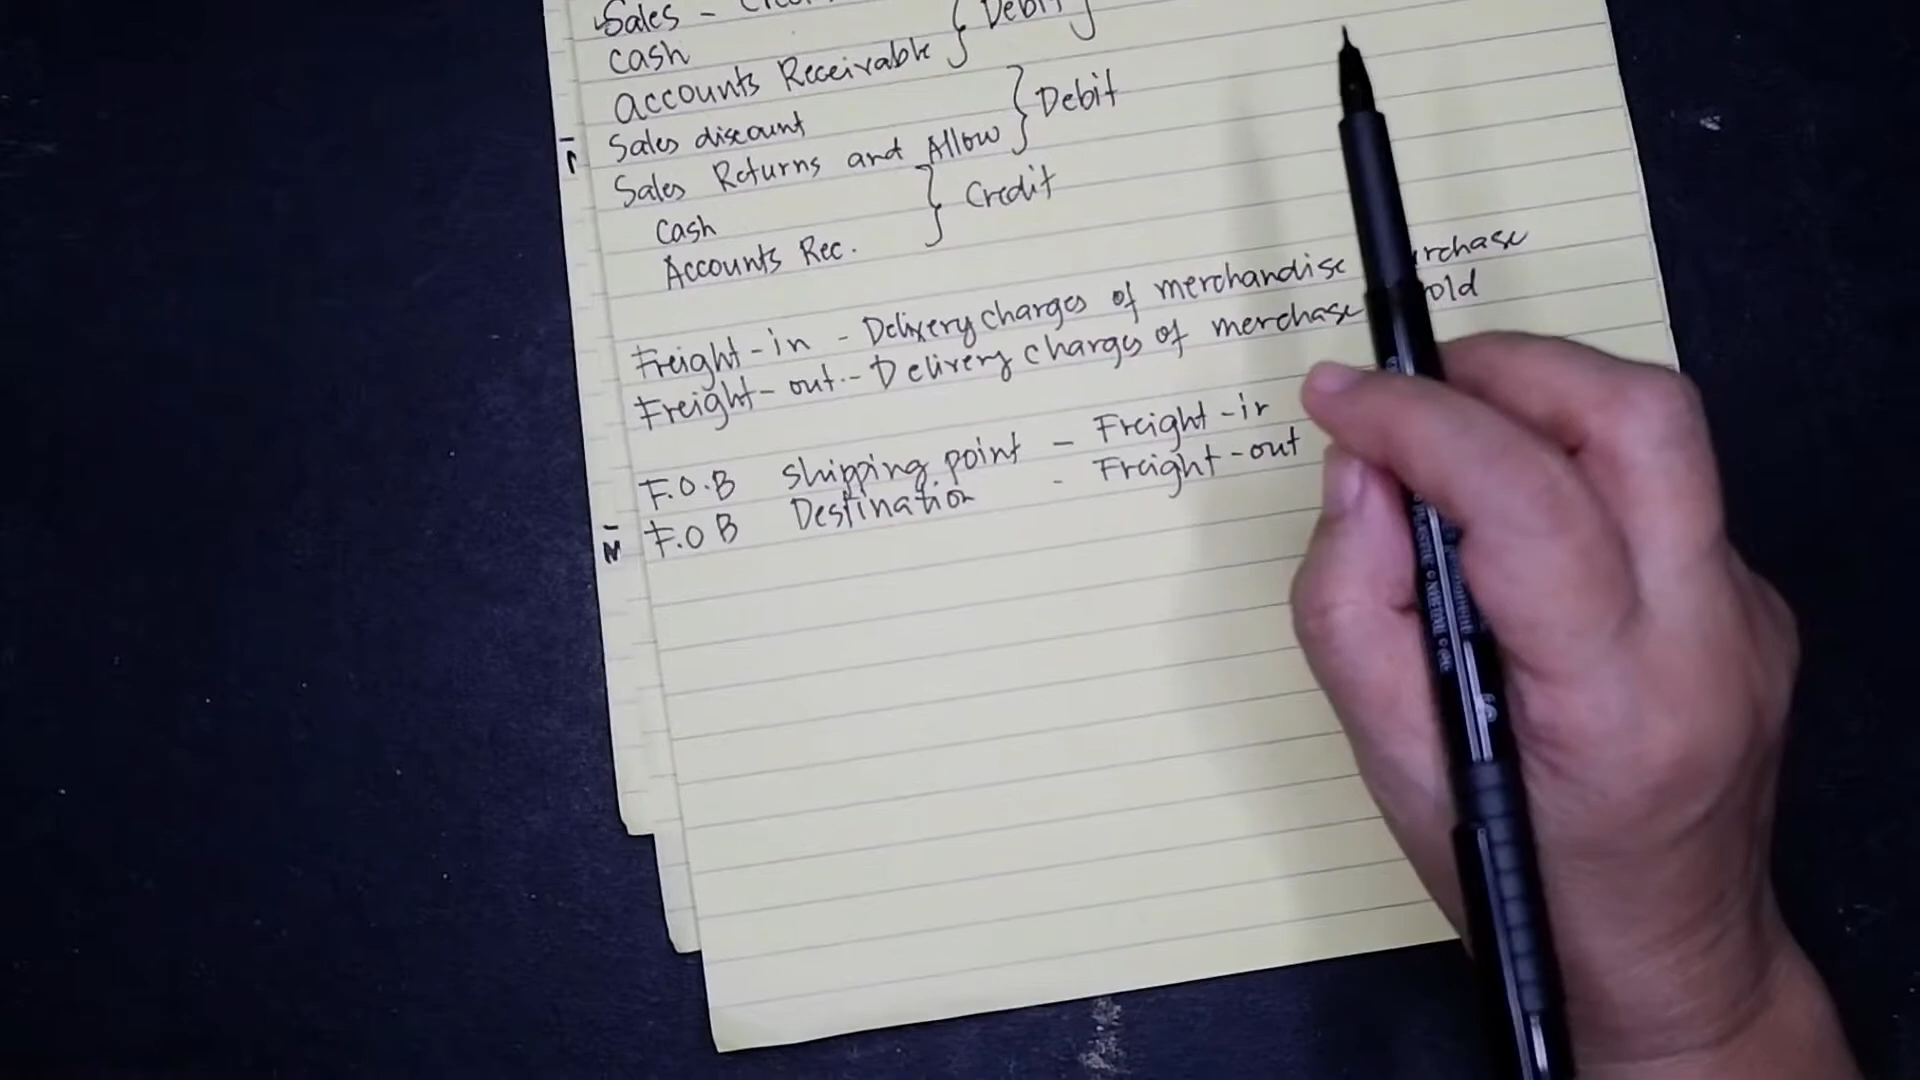 Sales -
Cash
accounts Receivable } Debit
Sales discount
Sales Returns and Allow } Debit
Cash
Accounts Rec. } Credit
Freight-in - Delivery charges of merchandise
Freight-out - Delivery charges of merchase
F.O.B shipping point - Freight-in
F.O B Destination - Freight-out